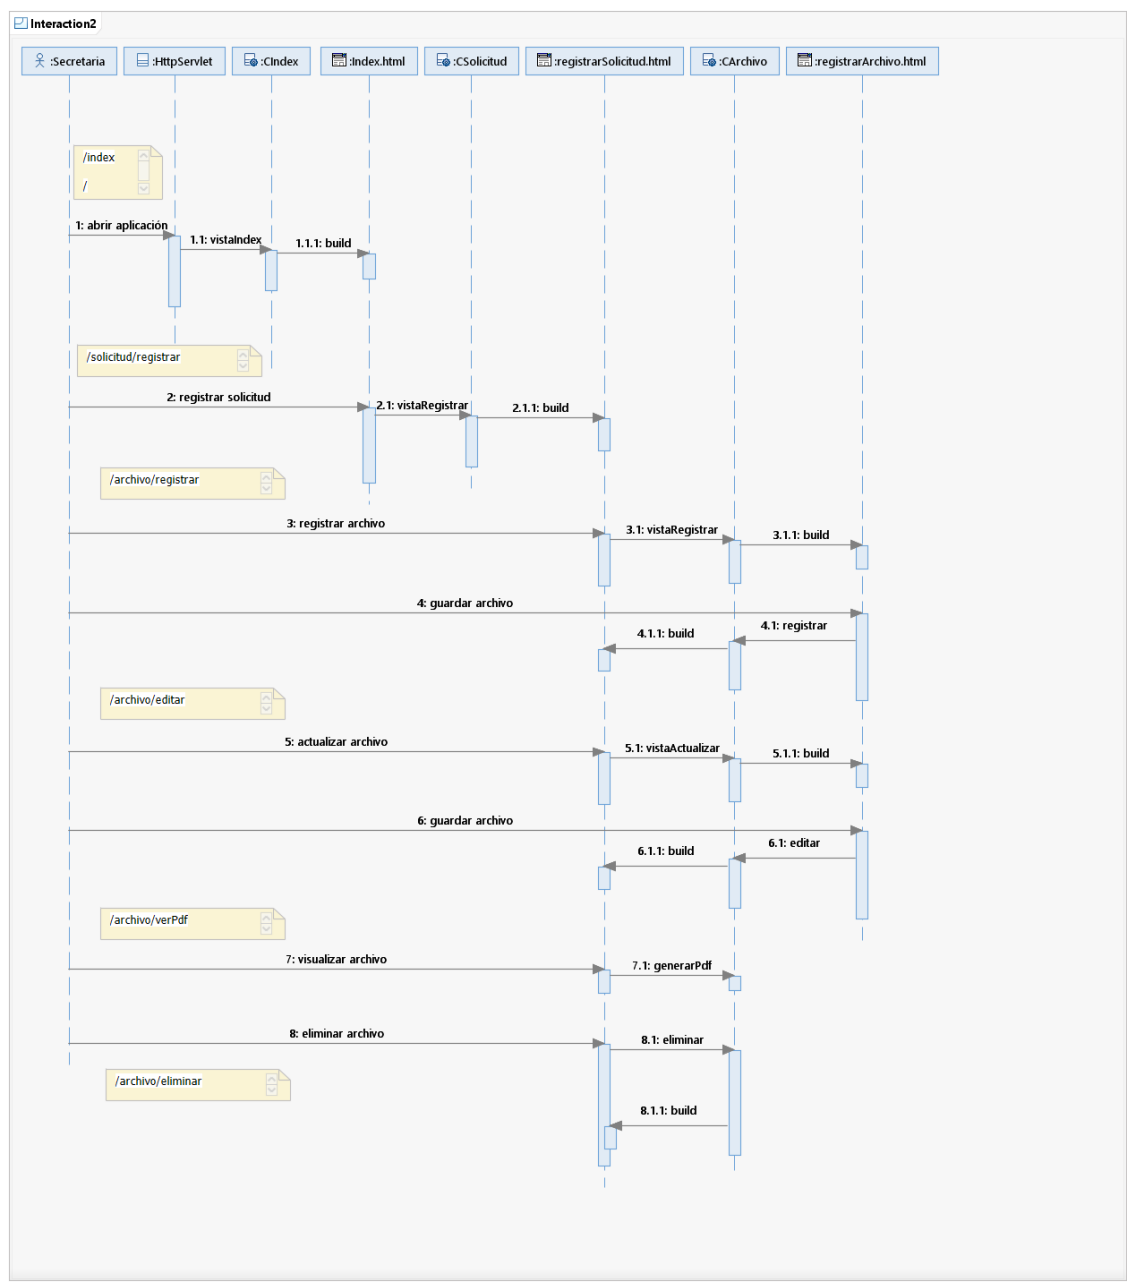 Interaction2
:Secretaria
:HttpServlet
:CIndex
:Index.html
:CSolicitud
:registrarSolicitud.html
:CArchivo
:registrarArchivo.html
/index
/
1: abrir aplicación
1.1: vistaIndex
1.1.1: build
/solicitud/registrar
2: registrar solicitud
2.1: vistaRegistrar
2.1.1: build
/archivo/registrar
3: registrar archivo
3.1: vistaRegistrar
3.1.1: build
4: guardar archivo
4.1: registrar
4.1.1: build
/archivo/editar
5: actualizar archivo
5.1: vistaActualizar
5.1.1: build
6: guardar archivo
6.1: editar
6.1.1: build
/archivo/verPdf
7: visualizar archivo
7.1: generarPdf
8: eliminar archivo
8.1: eliminar
/archivo/eliminar
8.1.1: build